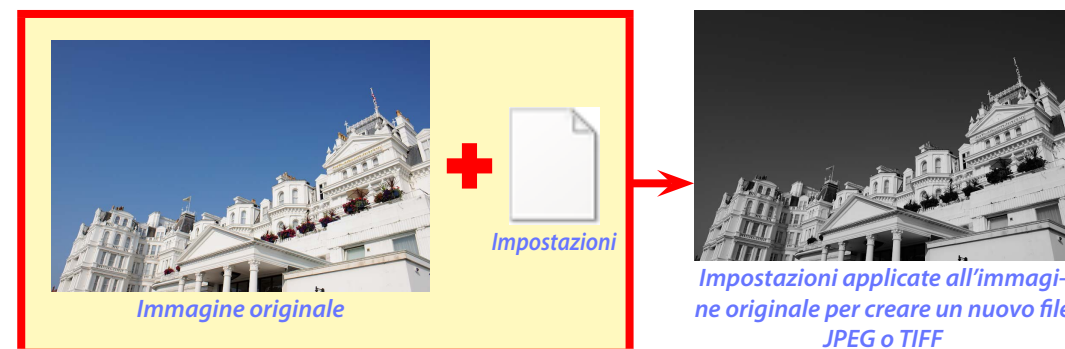 Impostazioni
Immagine originale
Impostazioni applicate all’immagi-
ne originale per creare un nuovo file
JPEG o TIFF